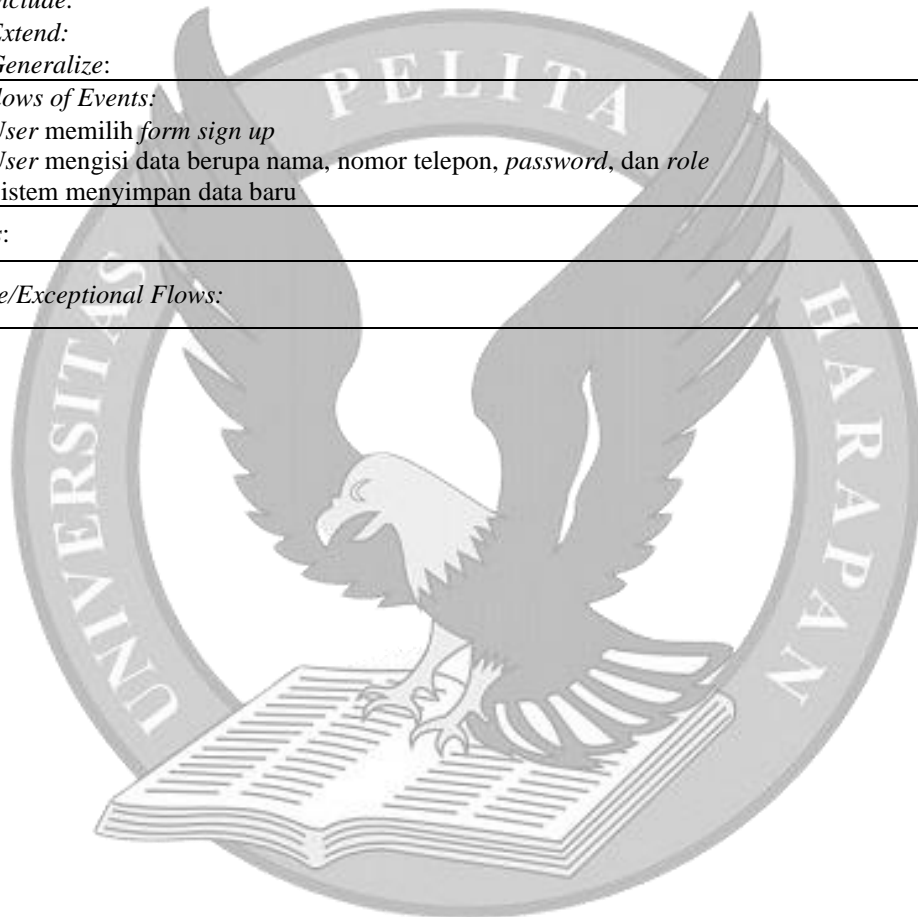 nclude:
Extend:
Generalize:
lows of Events:
User memilih form sign up
User mengisi data berupa nama, nomor telepon, password, dan role
istem menyimpan data baru
s:
e/Exceptional Flows:
UNIVERSITAS PELITA HARAPAN